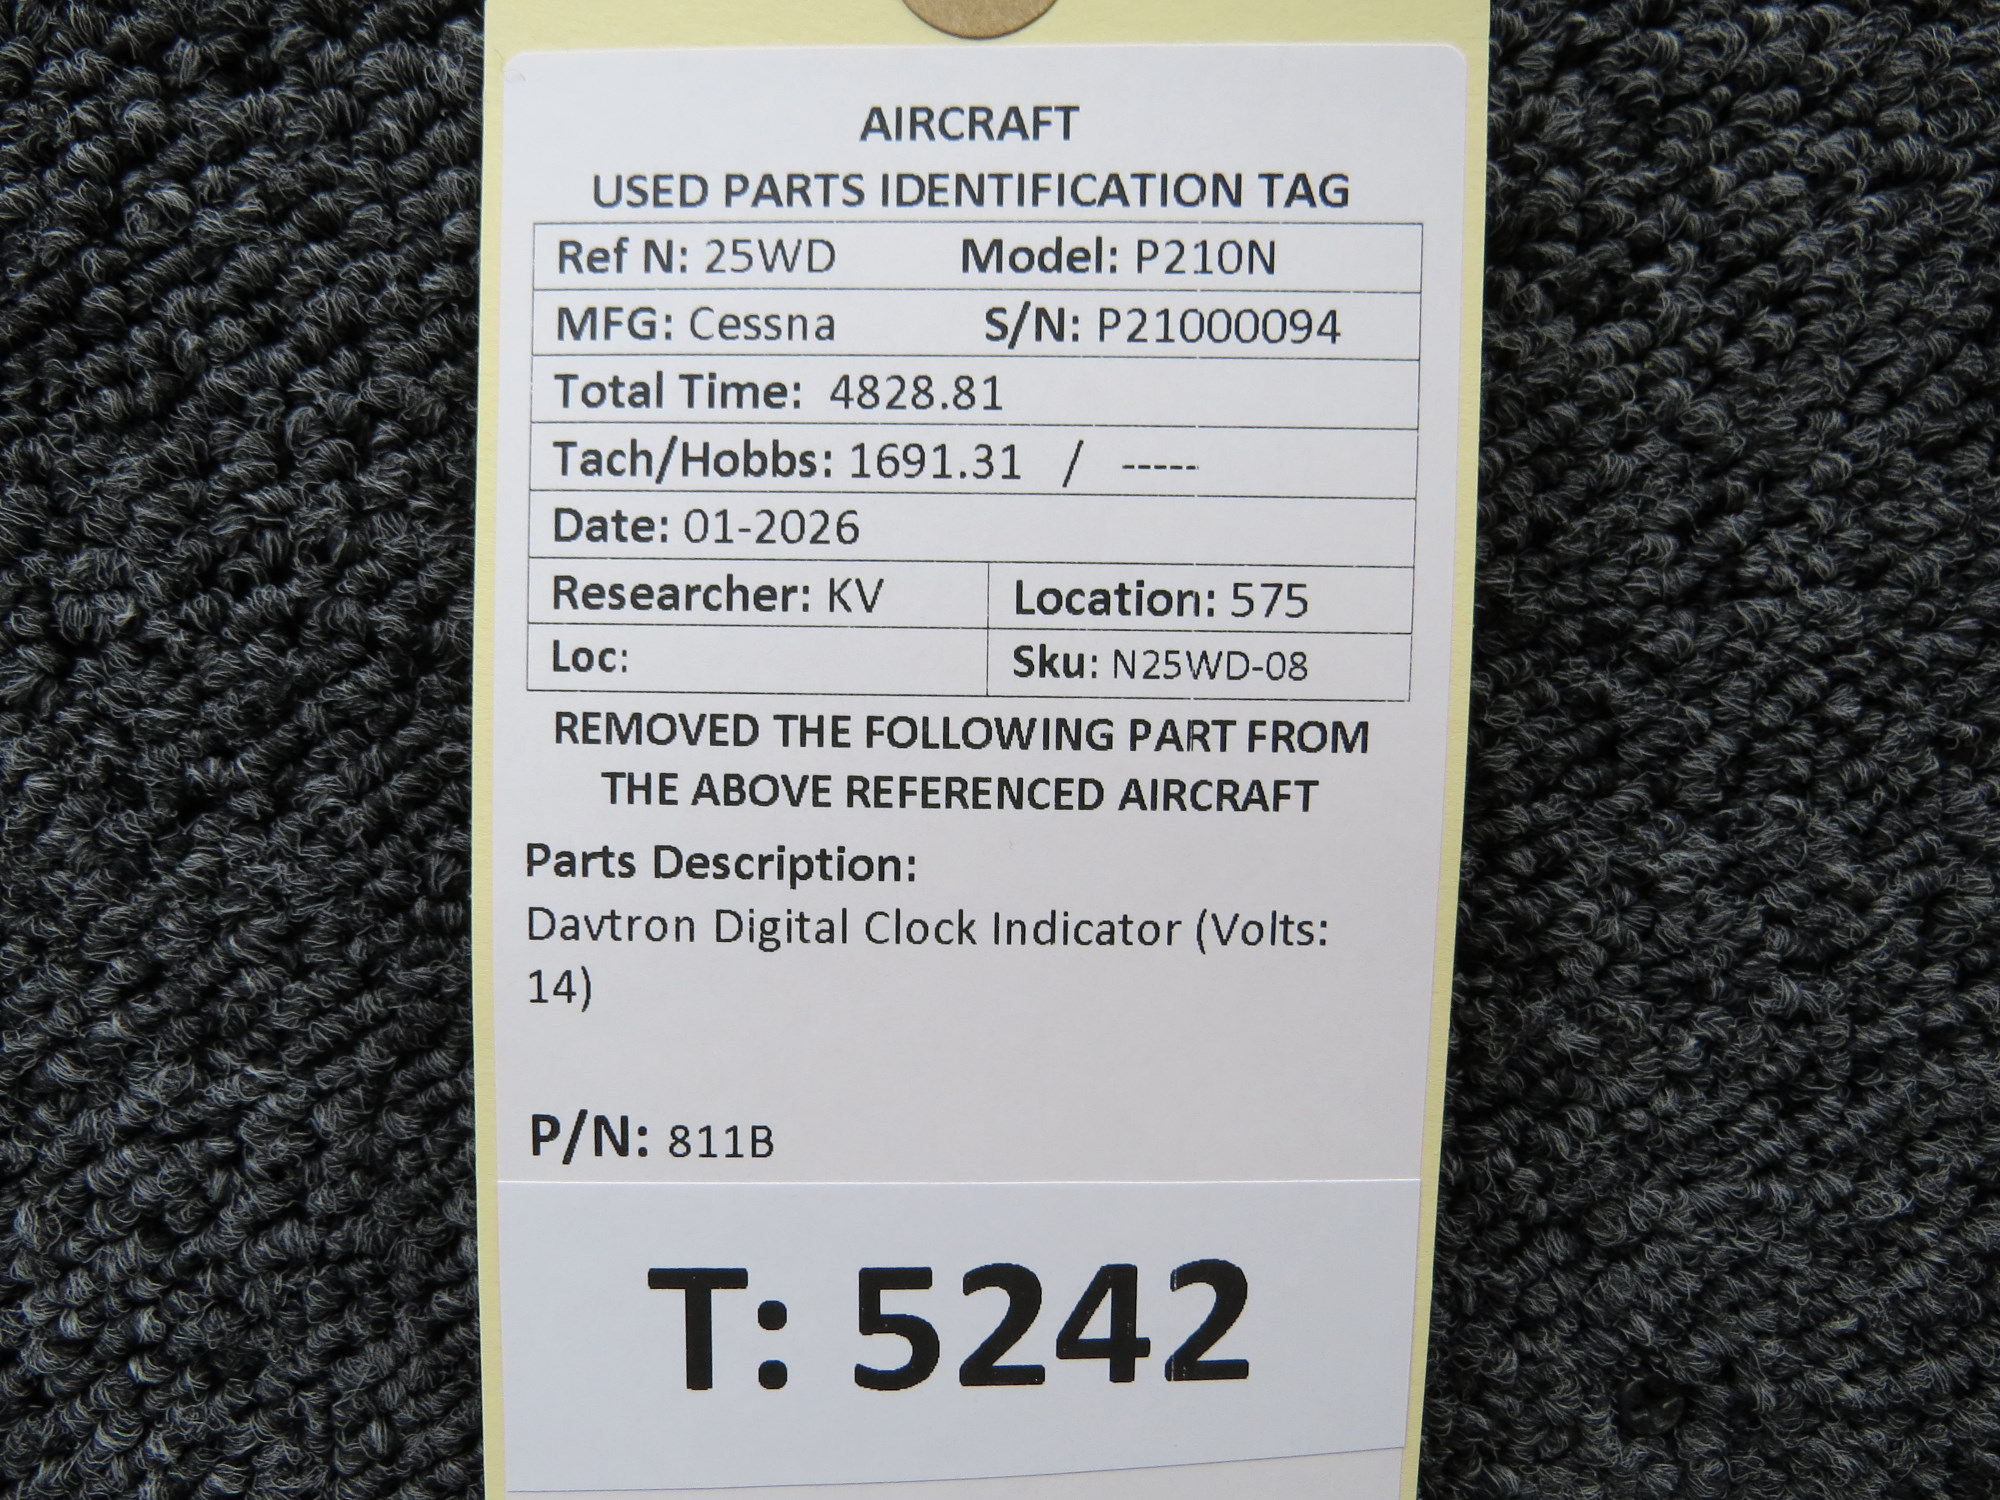 AIRCRAFT
USED PARTS IDENTIFICATION TAG
Ref N: 25WD Model: P210N
MFG: Cessna S/N: P21000094
Total Time: 4828.81
Tach/Hobbs: 1691.31 / -----
Date: 01-2026
Researcher: KV Location: 575
Loc: Sku: N25WD-08
REMOVED THE FOLLOWING PART FROM
THE ABOVE REFERENCED AIRCRAFT
Parts Description:
Davtron Digital Clock Indicator (Volts:
14)
P/N: 811B
T: 5242